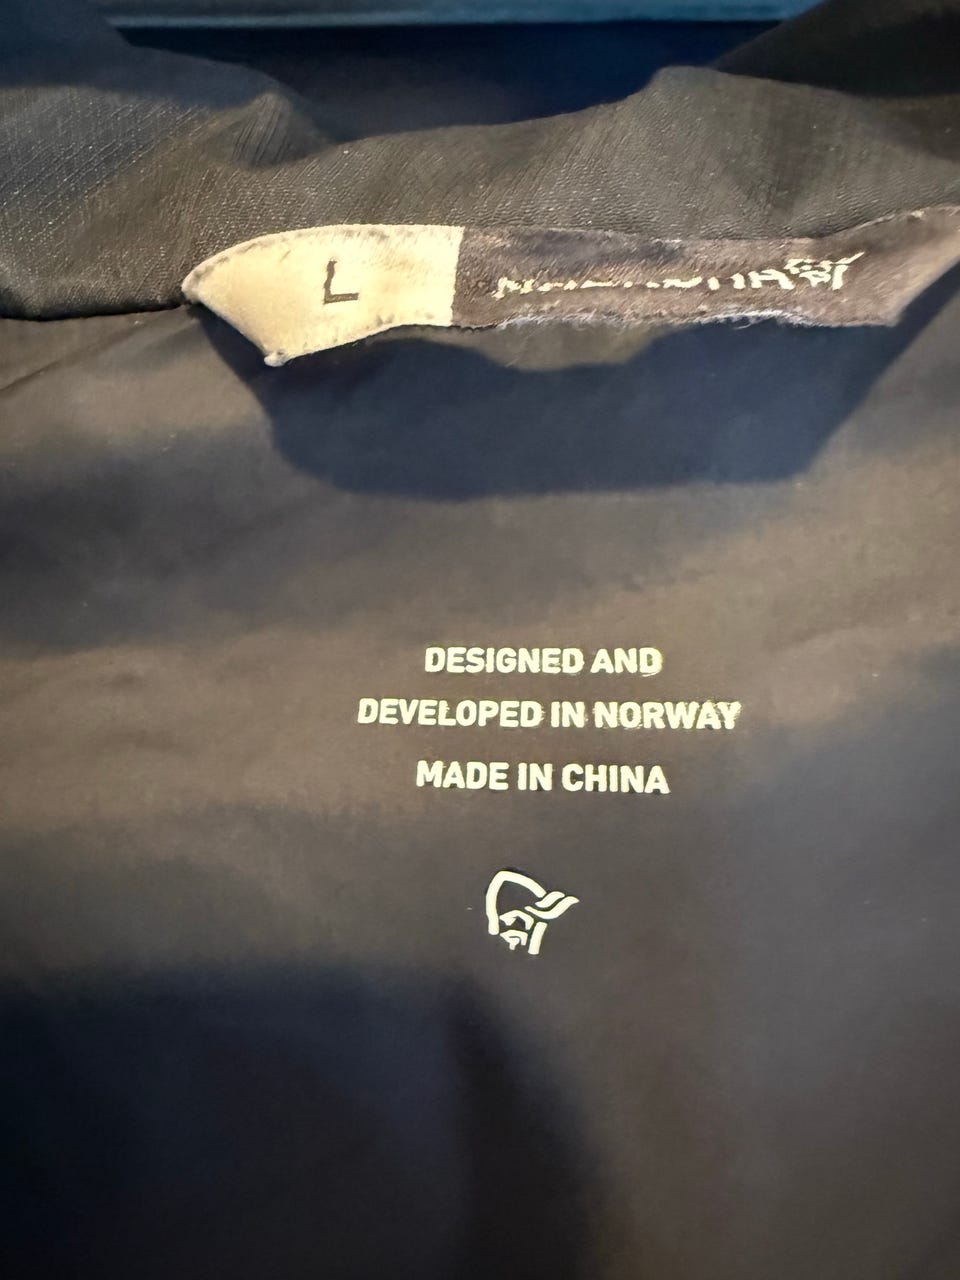 L
DESIGNED AND
DEVELOPED IN NORWAY
MADE IN CHINA